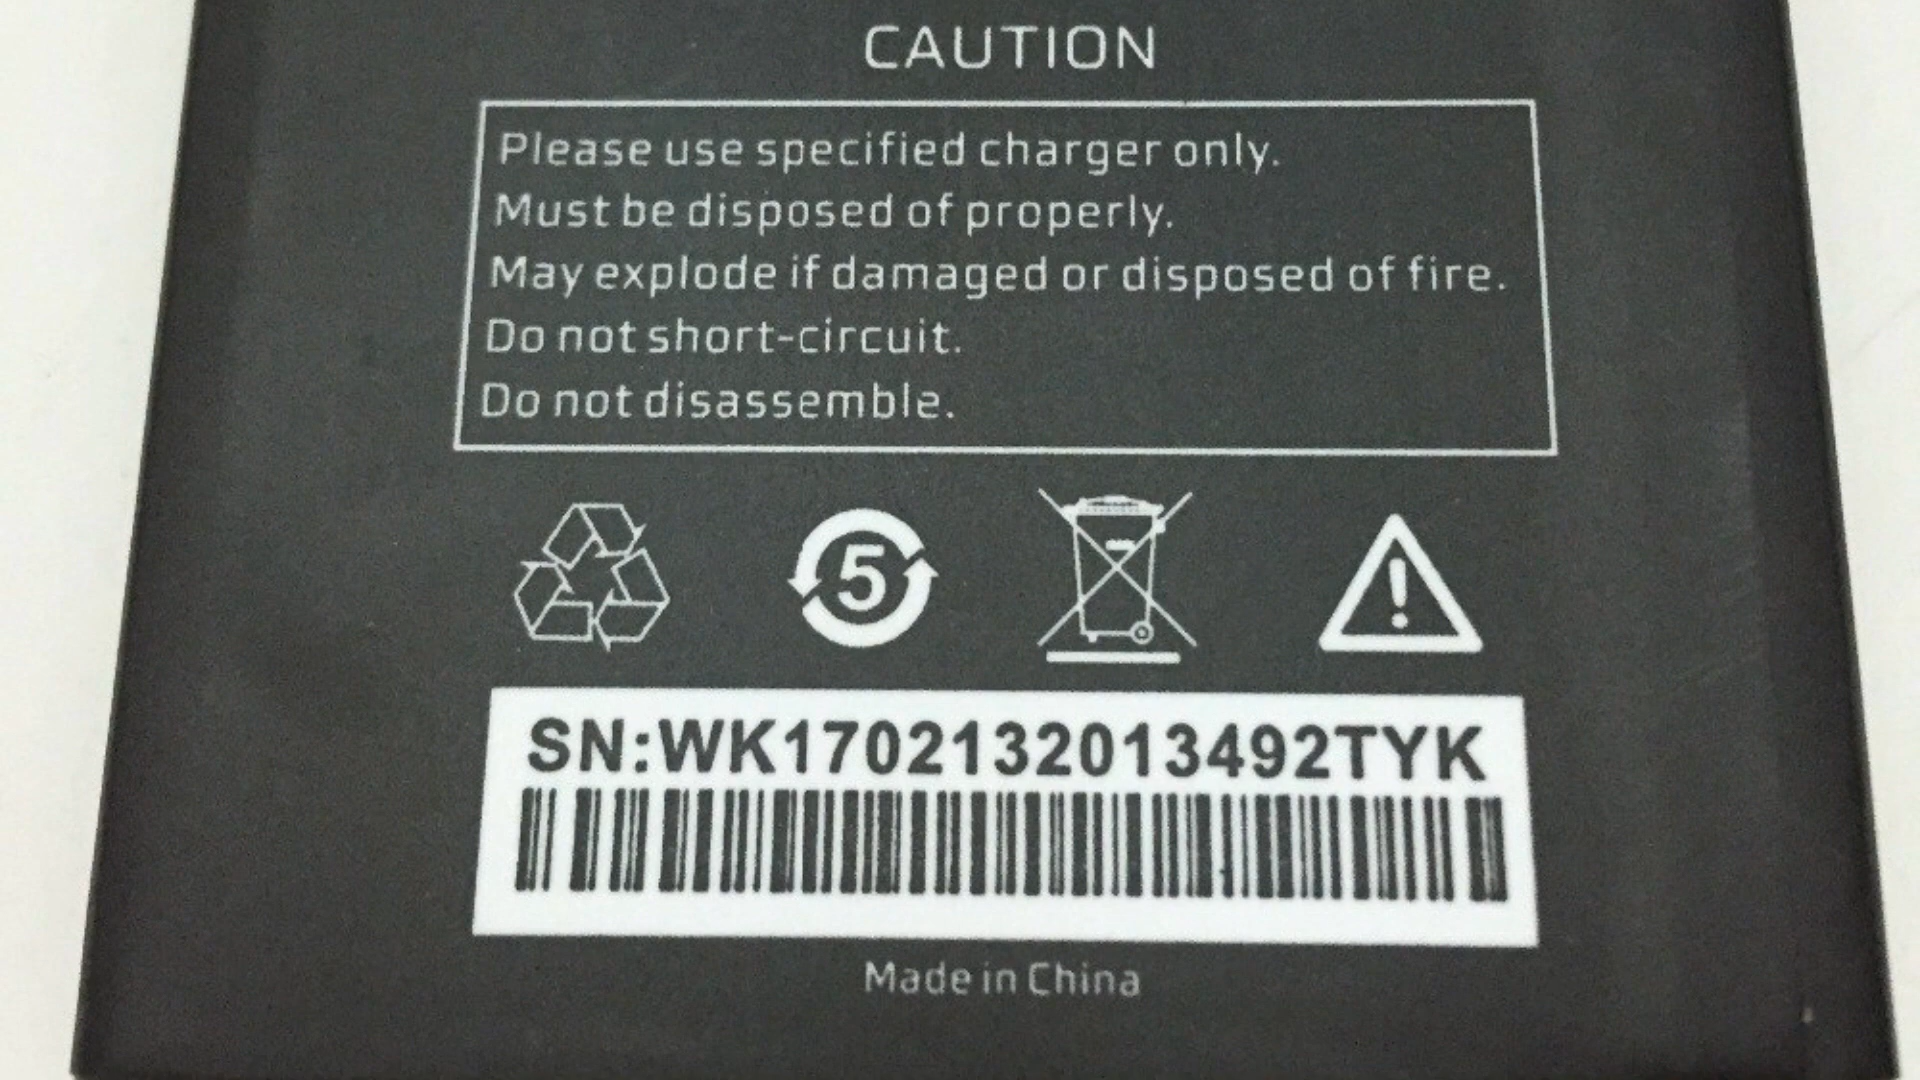 CAUTION
Please use specified charger only.
Must be disposed of properly.
May explode if damaged or disposed of fire.
Do not short-circuit.
Do not disassemble.
5
SN:WK1702132013492TYK
Made in China